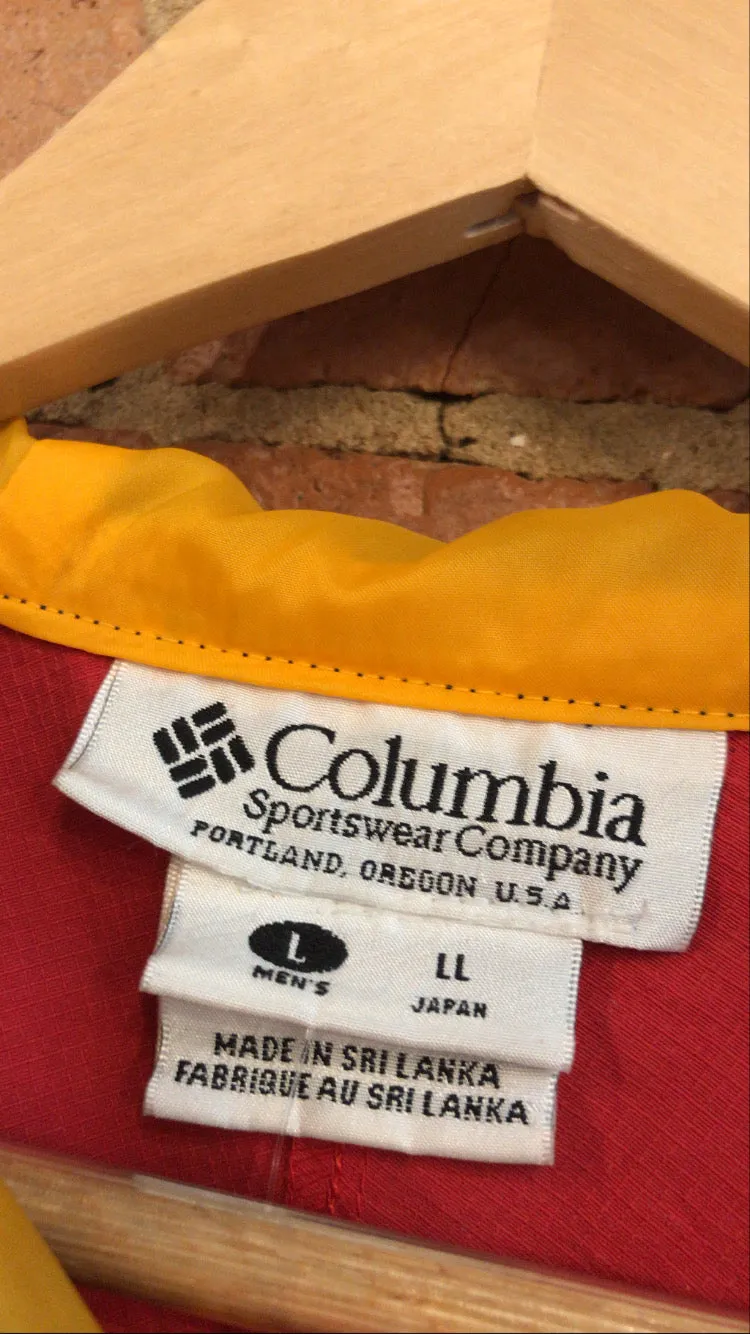 Columbia
Sportswear Company
PORTLAND, OREGON U.S.A
L
MEN'S
LL
JAPAN
MADE IN SRI LANKA
FABRIQUE AU SRI LANKA